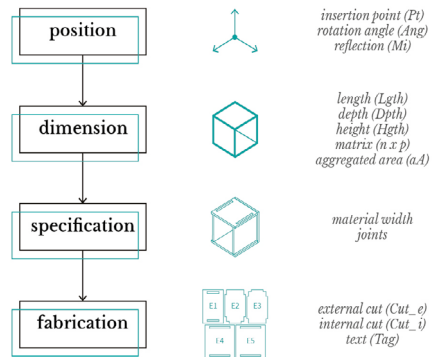 position
insertion point (Pt)
rotation angle (Ang)
reflection (Mi)
dimension
length (Lgth)
depth (Dpth)
height (Hgth)
matrix (n x p)
aggregated area (aA)
specification
material width
joints
fabrication
E1 E2 E3
E4 E5
external cut (Cut_e)
internal cut (Cut_i)
text (Tag)